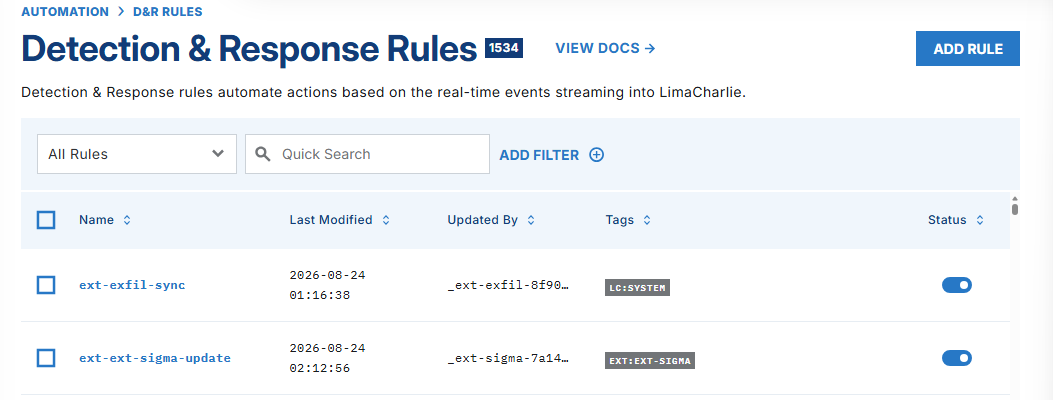 AUTOMATION > D&R RULES
Detection & Response Rules 1534 VIEW DOCS → ADD RULE
Detection & Response rules automate actions based on the real-time events streaming into LimaCharlie.
All Rules Quick Search ADD FILTER
Name Last Modified Updated By Tags Status
ext-exfil-sync 2026-08-24 01:16:38 _ext-exfil-8f90… LC:SYSTEM
ext-ext-sigma-update 2026-08-24 02:12:56 _ext-sigma-7a14… EXT:EXT-SIGMA